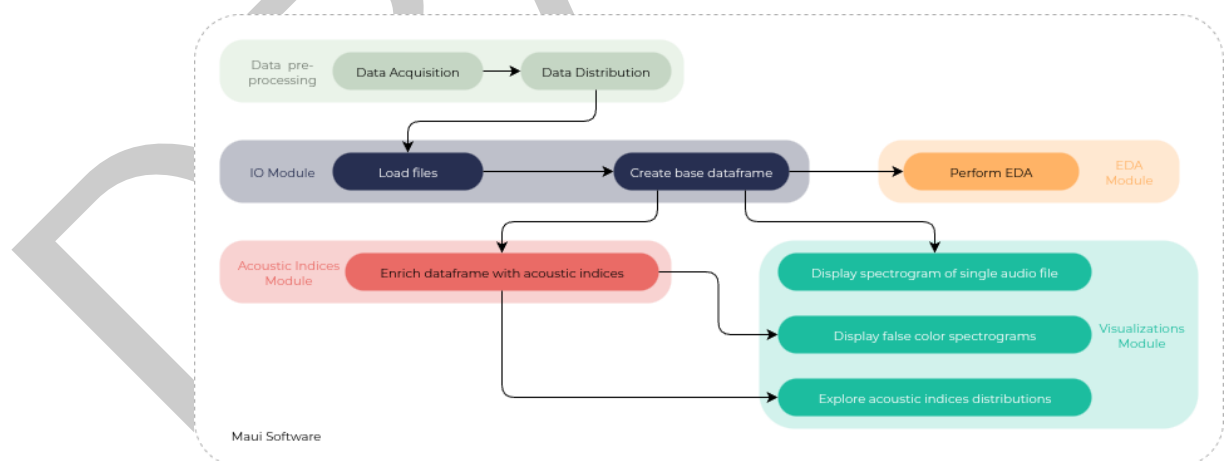 Data pre-
processing
Data Acquisition
Data Distribution
IO Module
Load files
Create base dataframe
Perform EDA
EDA
Module
Acoustic Indices
Module
Enrich dataframe with acoustic indices
Display spectrogram of single audio file
Display false color spectrograms
Visualizations
Module
Explore acoustic indices distributions
Maui Software